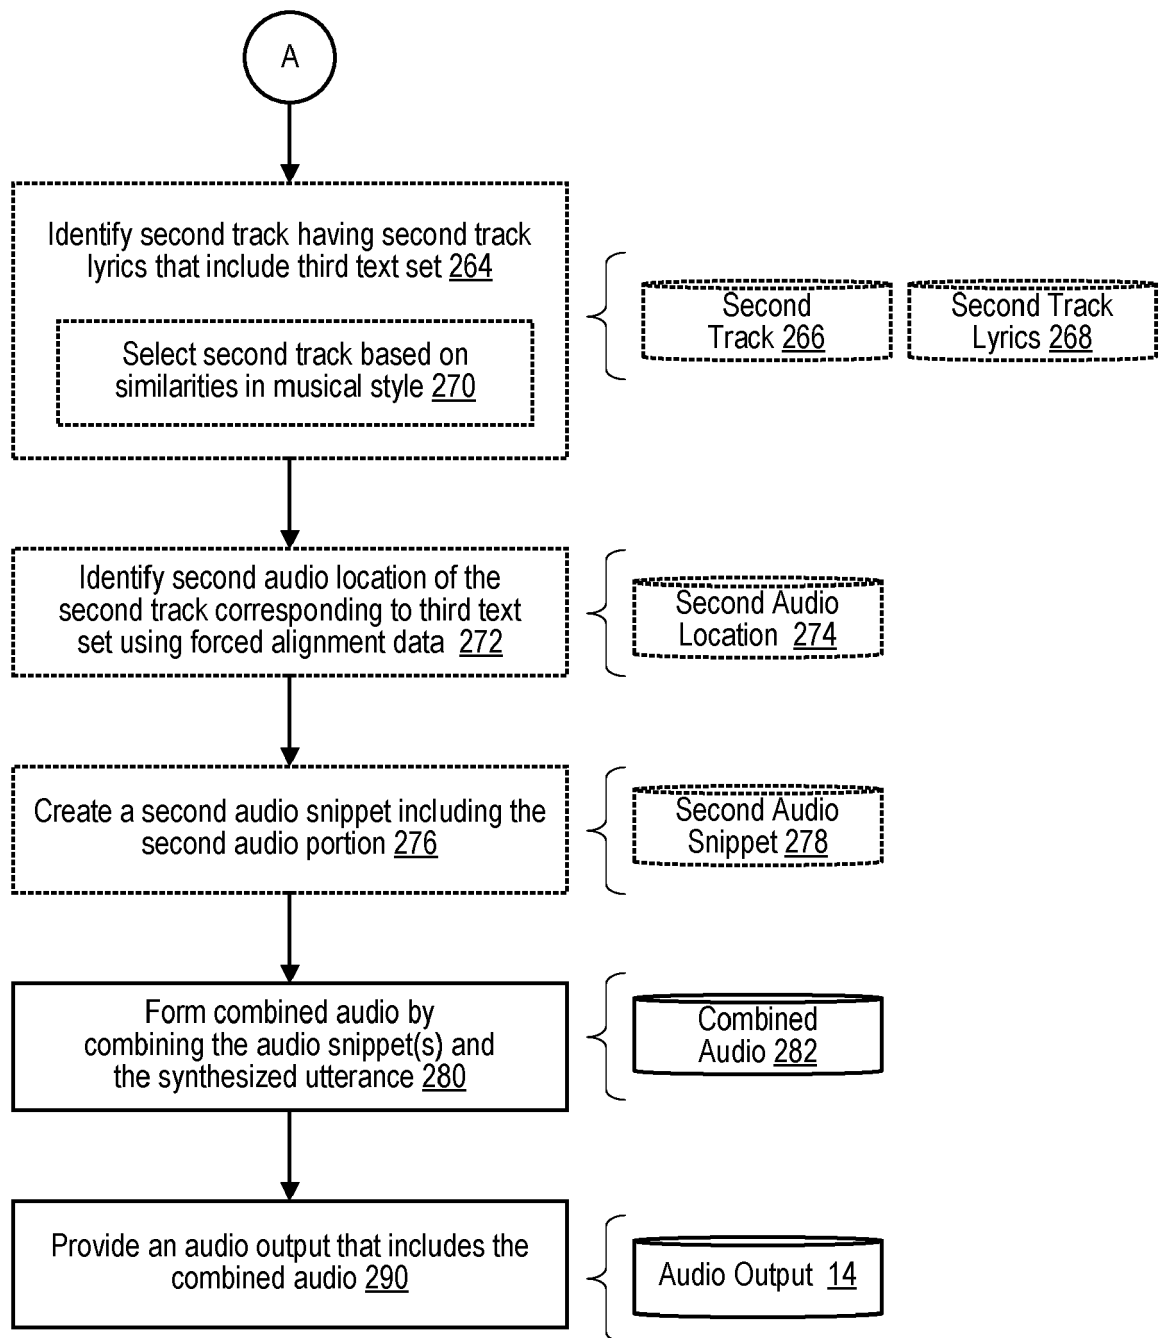 A
Identify second track having second track
lyrics that include third text set 264
Select second track based on
similarities in musical style 270
Second
Track 266
Second Track
Lyrics 268
Identify second audio location of the
second track corresponding to third text
set using forced alignment data 272
Second Audio
Location 274
Create a second audio snippet including the
second audio portion 276
Second Audio
Snippet 278
Form combined audio by
combining the audio snippet(s) and
the synthesized utterance 280
Combined
Audio 282
Provide an audio output that includes the
combined audio 290
Audio Output 14